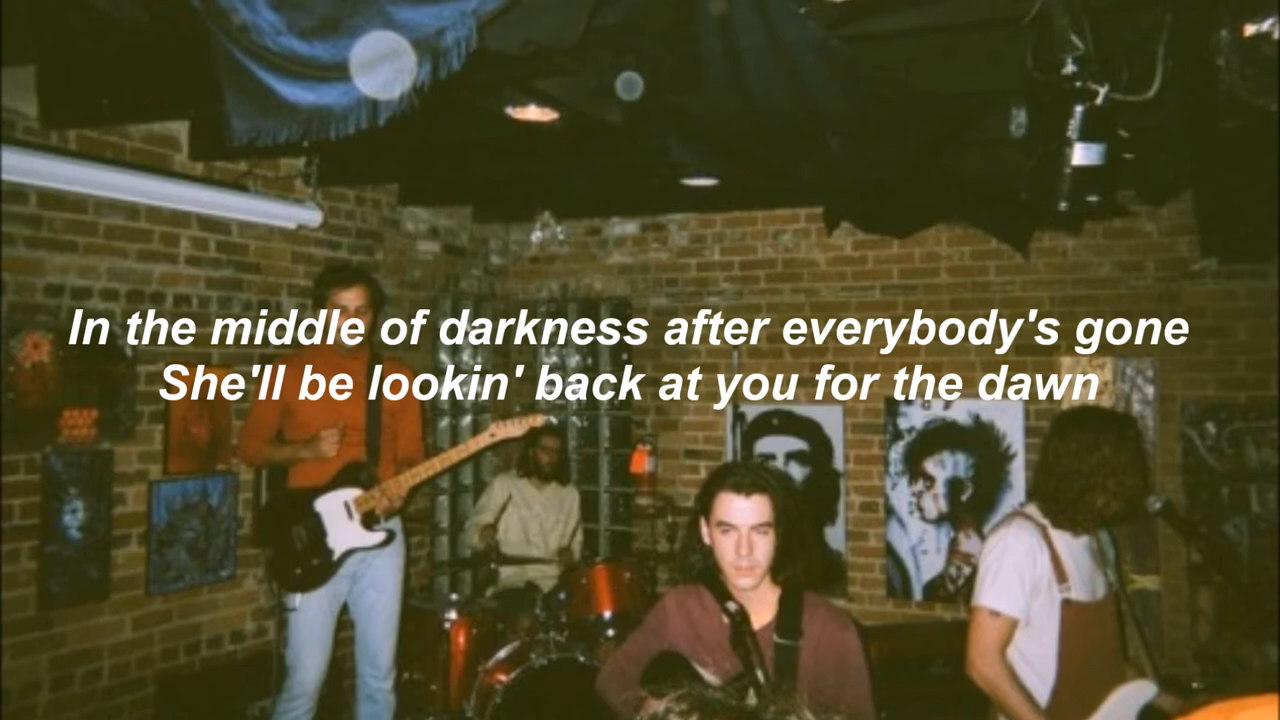 In the middle of darkness after everybody's gone
She'll be lookin' back at you for the dawn